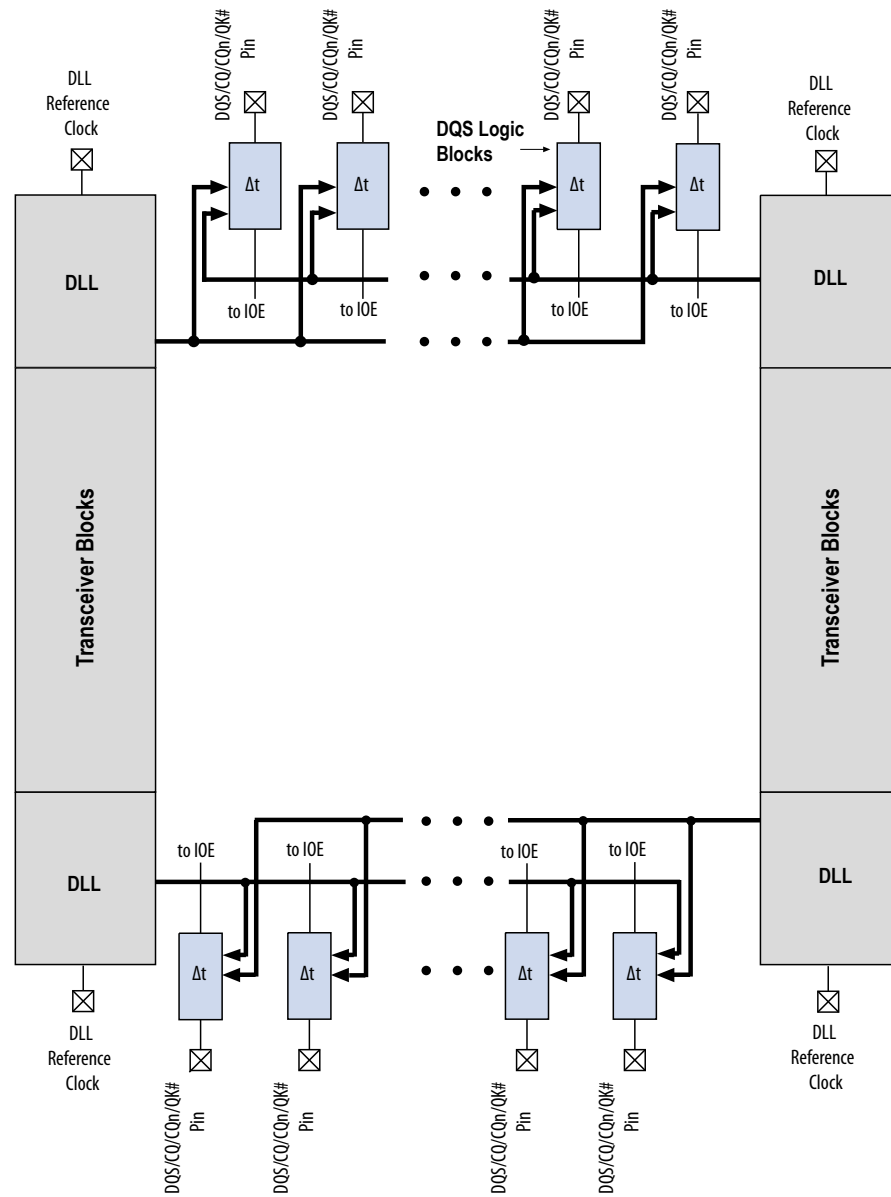 DQS/CQ/CQn/QK#
Pin
DQS/CQ/CQn/QK#
Pin
DQS/CQ/CQn/QK#
Pin
DQS/CQ/CQn/QK#
Pin
DLL
Reference
Clock
DLL
Reference
Clock
DQS Logic
Blocks
Δt
Δt
Δt
Δt
DLL
DLL
to IOE
to IOE
to IOE
to IOE
Transceiver Blocks
Transceiver Blocks
to IOE
to IOE
to IOE
to IOE
DLL
DLL
Δt
Δt
Δt
Δt
DLL
Reference
Clock
DLL
Reference
Clock
DQS/CQ/CQn/QK#
Pin
DQS/CQ/CQn/QK#
Pin
DQS/CQ/CQn/QK#
Pin
DQS/CQ/CQn/QK#
Pin